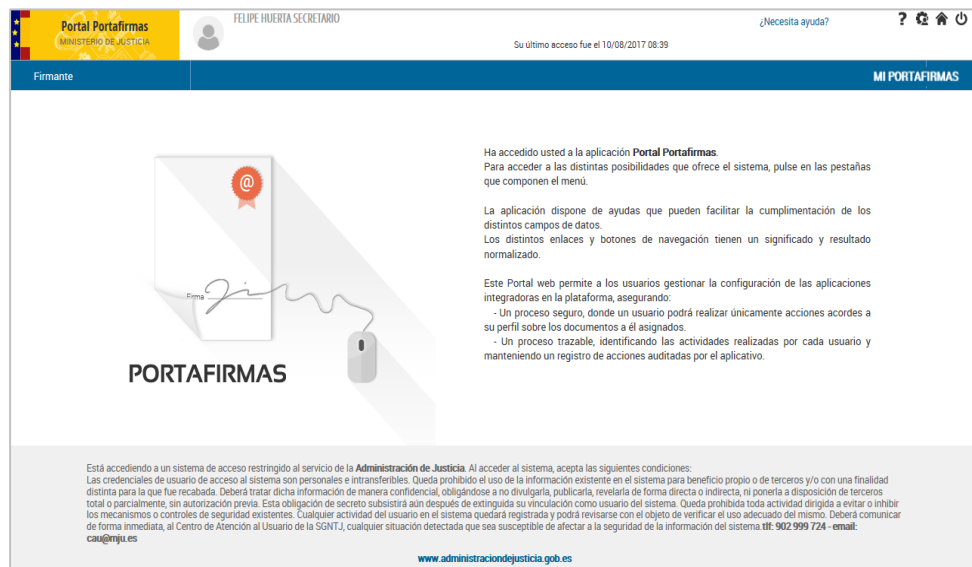 Portal Portafirmas
MINISTERIO DE JUSTICIA
FELIPE HUERTA SECRETARIO
¿Necesita ayuda?
?
Su último acceso fue el 10/08/2017 08:39
Firmante
MI PORTAFIRMAS
@
Firma
PORTAFIRMAS
Ha accedido usted a la aplicación Portal Portafirmas.
Para acceder a las distintas posibilidades que ofrece el sistema, pulse en las pestañas
que componen el menú.
La aplicación dispone de ayudas que pueden facilitar la cumplimentación de los
distintos campos de datos.
Los distintos enlaces y botones de navegación tienen un significado y resultado
normalizado.
Este Portal web permite a los usuarios gestionar la configuración de las aplicaciones
integradoras en la plataforma, asegurando:
- Un proceso seguro, donde un usuario podrá realizar únicamente acciones acordes a
su perfil sobre los documentos a él asignados.
- Un proceso trazable, identificando las actividades realizadas por cada usuario y
manteniendo un registro de acciones auditadas por el aplicativo.
Está accediendo a un sistema de acceso restringido al servicio de la Administración de Justicia. Al acceder al sistema, acepta las siguientes condiciones:
Las credenciales de usuario de acceso al sistema son personales e intransferibles. Queda prohibido el uso de la información existente en el sistema para beneficio propio o de terceros y/o con una finalidad
distinta para la que fue recabada. Deberá tratar dicha información de manera confidencial, obligándose a no divulgarla, publicarla, revelarla de forma directa o indirecta, ni ponerla a disposición de terceros
total o parcialmente, sin autorización previa. Esta obligación de secreto subsistirá aún después de extinguida su vinculación como usuario del sistema. Queda prohibida toda actividad dirigida a evitar o inhibir
los mecanismos o controles de seguridad existentes. Cualquier actividad del usuario en el sistema quedará registrada y podrá revisarse con el objeto de verificar el uso adecuado del mismo. Deberá comunicar
de forma inmediata, al Centro de Atención al Usuario de la SGNTJ, cualquier situación detectada que sea susceptible de afectar a la seguridad de la información del sistema.tlf: 902 999 724 - email:
cau@mju.es
www.administraciondejusticia.gob.es